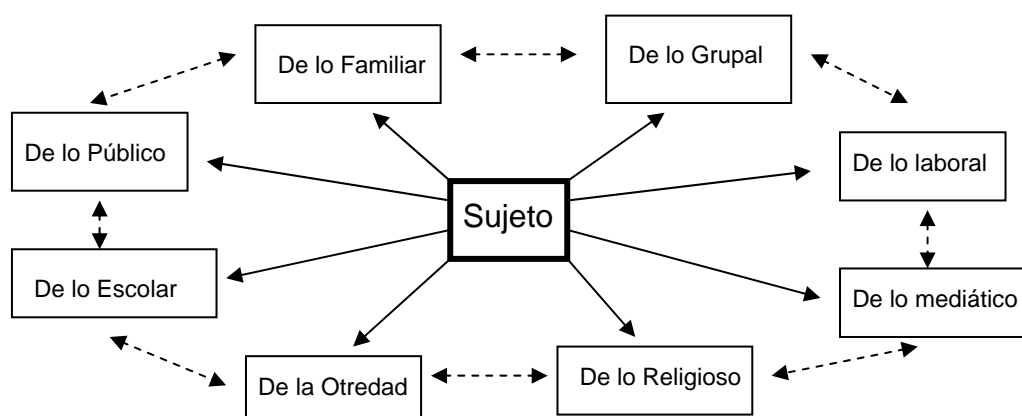 De lo Familiar
De lo Grupal
De lo Público
De lo laboral
Sujeto
De lo Escolar
De lo mediático
De la Otredad
De lo Religioso